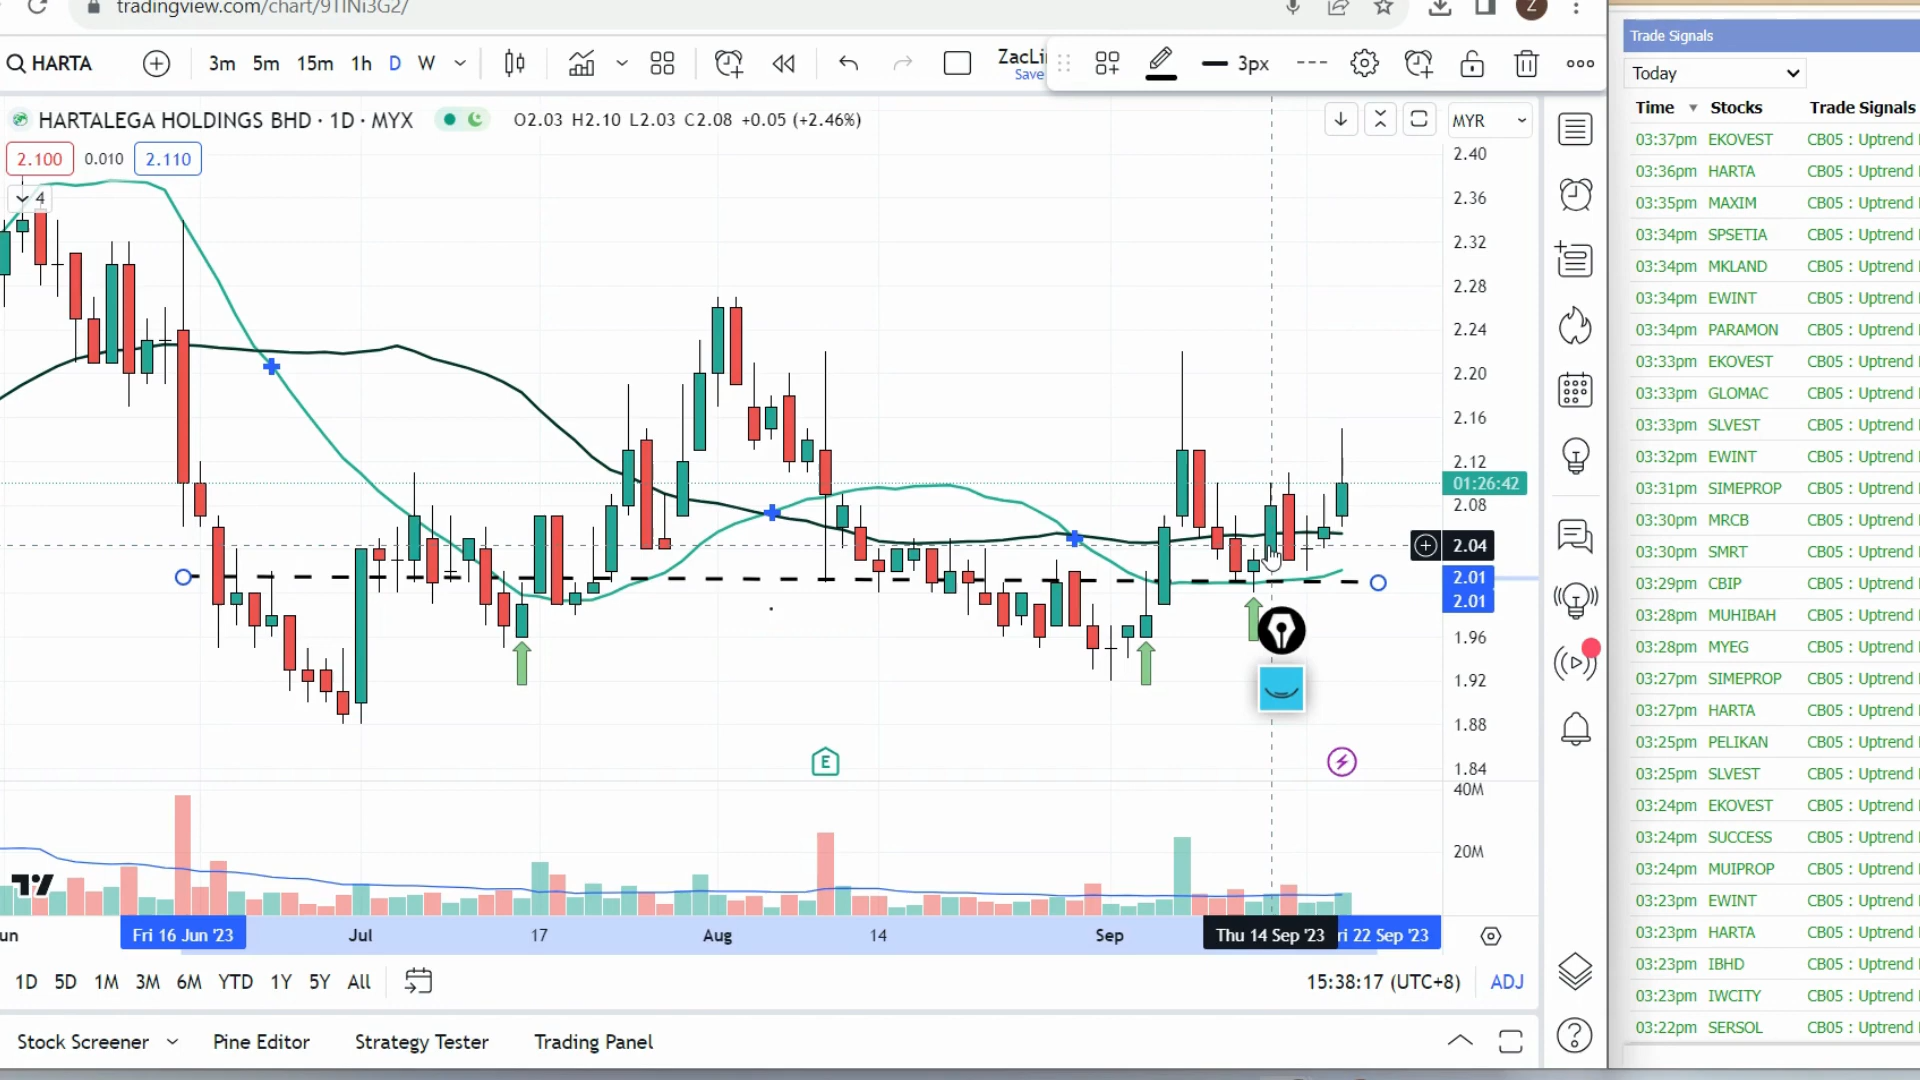 tradingview.com/chart/9TlNi3G2/
Z
HARTA
3m 5m 15m 1h D W
ZacLi
Save
3px
HARTALEGA HOLDINGS BHD · 1D · MYX
O2.03 H2.10 L2.03 C2.08 +0.05 (+2.46%)
MYR
2.100 0.010 2.110
4
2.40
2.36
2.32
2.28
2.24
2.20
2.16
2.12
01:26:42
2.08
2.04
2.01
2.01
1.96
1.92
1.88
1.84
E
40M
20M
un
Fri 16 Jun '23
Jul
17
Aug
14
Sep
Thu 14 Sep '23
ri 22 Sep '23
1D 5D 1M 3M 6M YTD 1Y 5Y All
15:38:17 (UTC+8) ADJ
Stock Screener Pine Editor Strategy Tester Trading Panel
Trade Signals
Today
Time Stocks Trade Signals
03:37pm EKOVEST CB05 : Uptrend
03:36pm HARTA CB05 : Uptrend
03:35pm MAXIM CB05 : Uptrend
03:34pm SPSETIA CB05 : Uptrend
03:34pm MKLAND CB05 : Uptrend
03:34pm EWINT CB05 : Uptrend
03:34pm PARAMON CB05 : Uptrend
03:33pm EKOVEST CB05 : Uptrend
03:33pm GLOMAC CB05 : Uptrend
03:33pm SLVEST CB05 : Uptrend
03:32pm EWINT CB05 : Uptrend
03:31pm SIMEPROP CB05 : Uptrend
03:30pm MRCB CB05 : Uptrend
03:30pm SMRT CB05 : Uptrend
03:29pm CBIP CB05 : Uptrend
03:28pm MUHIBAH CB05 : Uptrend
03:28pm MYEG CB05 : Uptrend
03:27pm SIMEPROP CB05 : Uptrend
03:27pm HARTA CB05 : Uptrend
03:25pm PELIKAN CB05 : Uptrend
03:25pm SLVEST CB05 : Uptrend
03:24pm EKOVEST CB05 : Uptrend
03:24pm SUCCESS CB05 : Uptrend
03:24pm MUIPROP CB05 : Uptrend
03:23pm EWINT CB05 : Uptrend
03:23pm HARTA CB05 : Uptrend
03:23pm IBHD CB05 : Uptrend
03:23pm IWCITY CB05 : Uptrend
03:22pm SERSOL CB05 : Uptrend